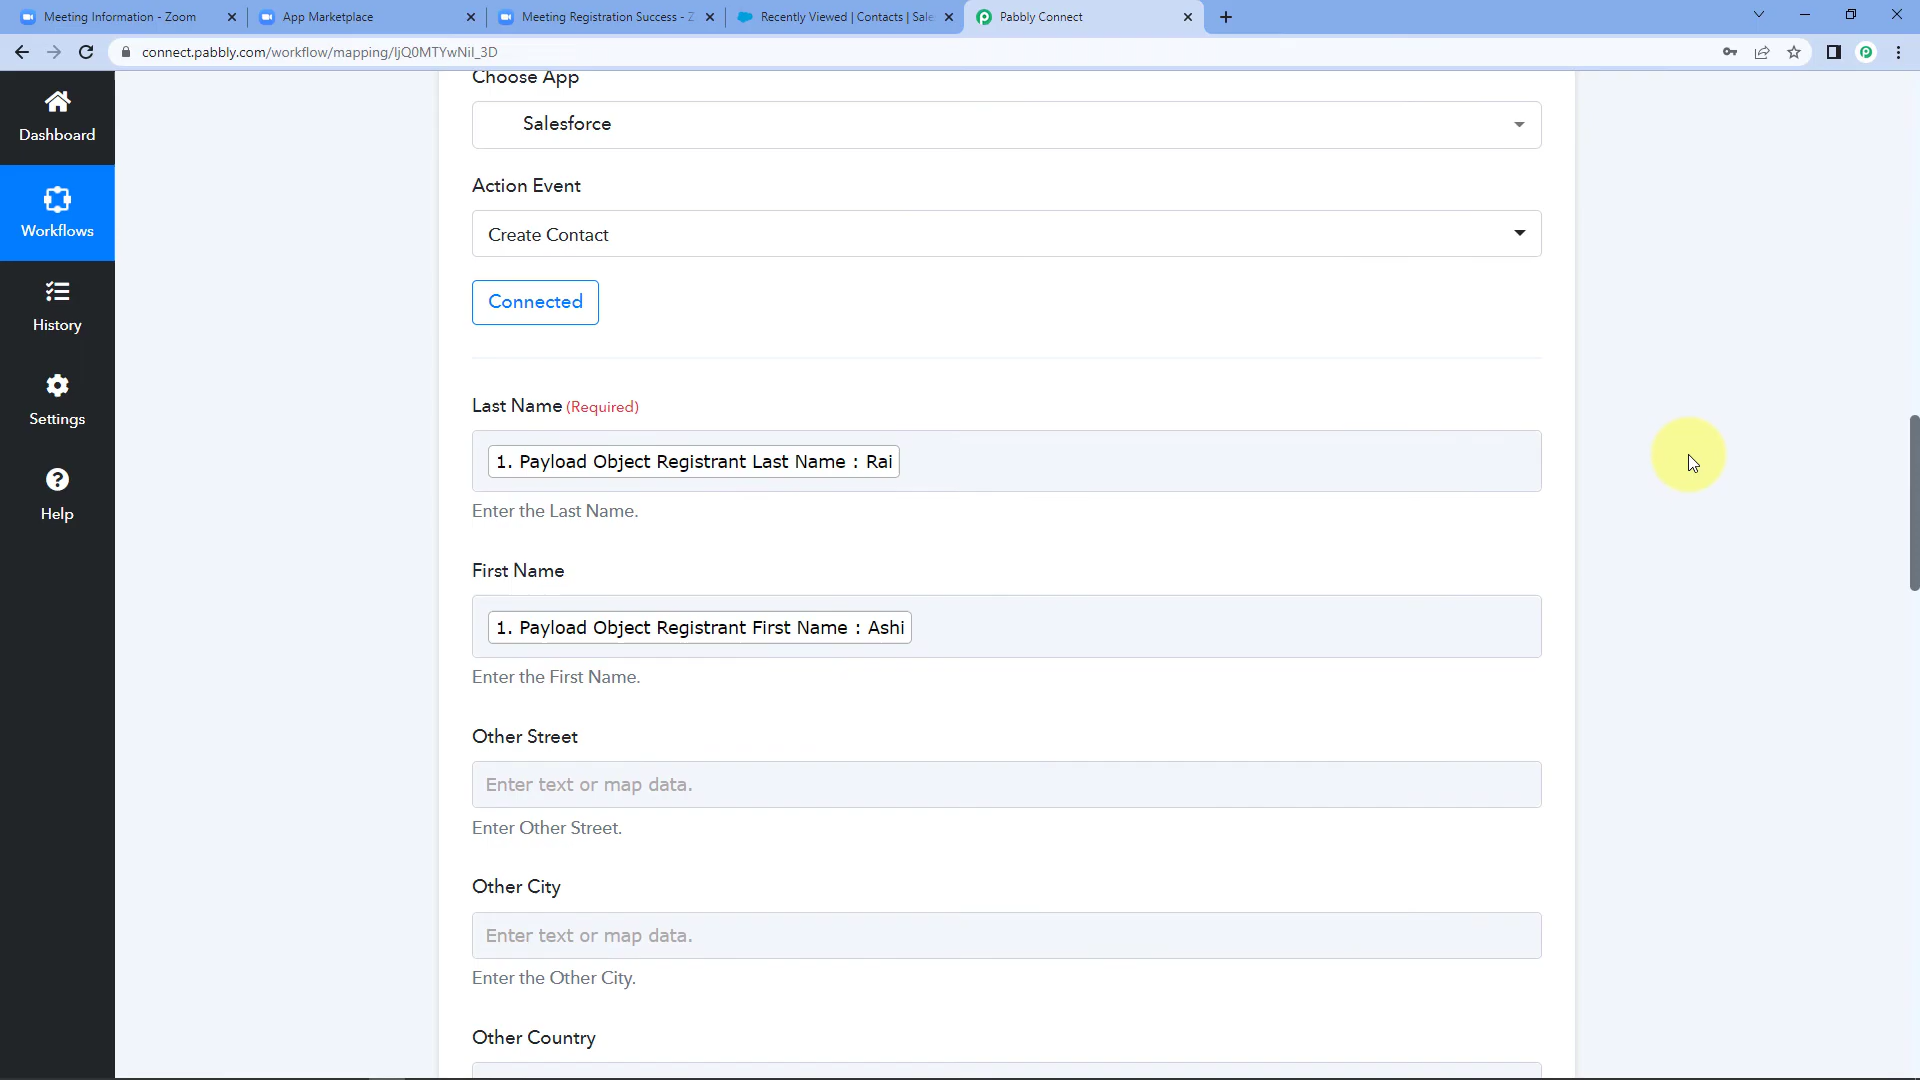 Meeting Information - Zoom
App Marketplace
Meeting Registration Success - Z
Recently Viewed | Contacts | Sale
Pabbly Connect
connect.pabbly.com/workflow/mapping/IjQ0MTYwNiI_3D
Choose App
Salesforce
Dashboard
Action Event
Workflows
Create Contact
Connected
History
Last Name (Required)
Settings
1. Payload Object Registrant Last Name : Rai
Enter the Last Name.
Help
First Name
1. Payload Object Registrant First Name : Ashi
Enter the First Name.
Other Street
Enter text or map data.
Enter Other Street.
Other City
Enter text or map data.
Enter the Other City.
Other Country